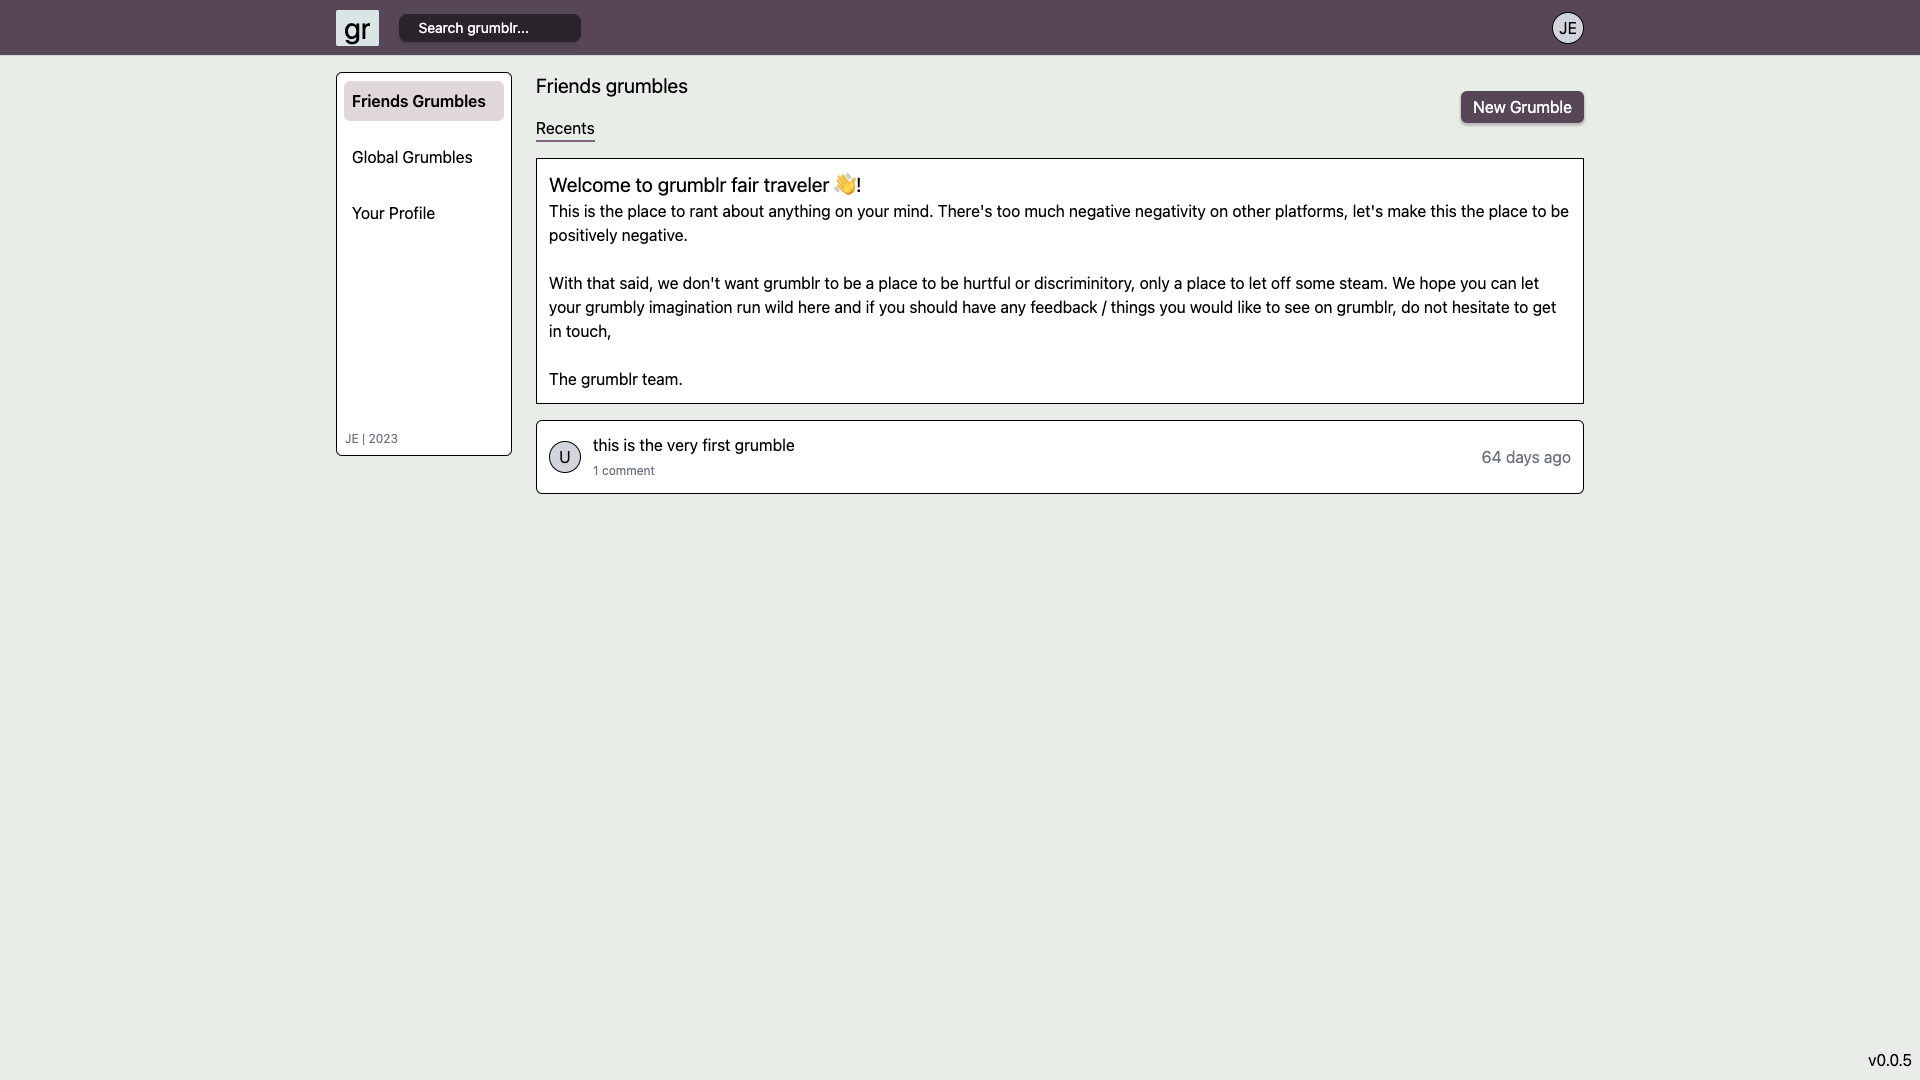 gr
Search grumblr...
JE
Friends Grumbles
Global Grumbles
Your Profile
JE | 2023
Friends grumbles
New Grumble
Recents
Welcome to grumblr fair traveler 👋!
This is the place to rant about anything on your mind. There's too much negative negativity on other platforms, let's make this the place to be
positively negative.
With that said, we don't want grumblr to be a place to be hurtful or discriminitory, only a place to let off some steam. We hope you can let
your grumbly imagination run wild here and if you should have any feedback / things you would like to see on grumblr, do not hesitate to get
in touch,
The grumblr team.
U
this is the very first grumble
1 comment
64 days ago
v0.0.5